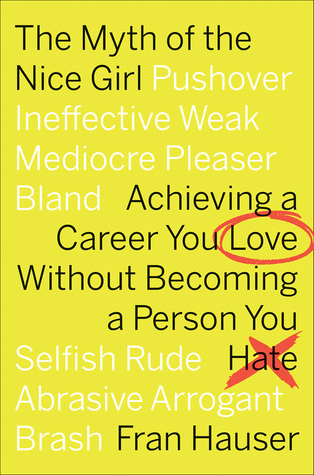 The Myth of the
Nice Girl Pushover
Ineffective Weak
Mediocre Pleaser
Bland Achieving a
Career You Love
Without Becoming
a Person You
Selfish Rude Hate
Abrasive Arrogant
Brash Fran Hauser